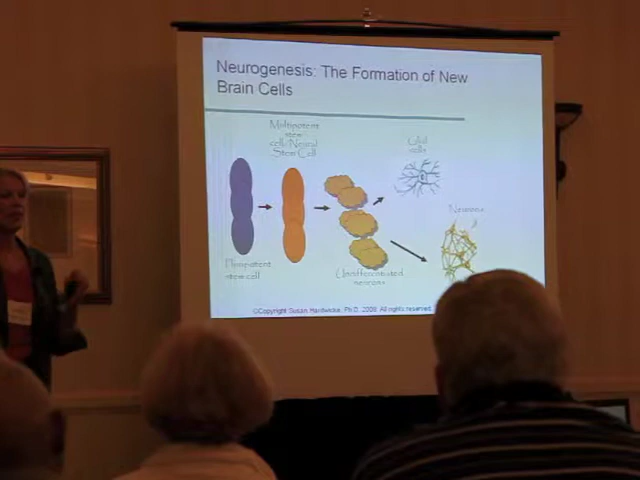 Neurogenesis: The Formation of New
Brain Cells
Multipotent
stem
cell/Neural
Stem Cell
Glial
cells
Neurons
Pluripotent
stem cell
Undifferentiated
neurons
©Copyright Susan Hardwicke, Ph.D. 2009. All rights reserved